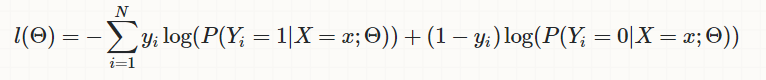 l(Θ) = − ∑_{i=1}^{N} y_i log(P(Y_i = 1|X = x; Θ)) + (1 − y_i) log(P(Y_i = 0|X = x; Θ))